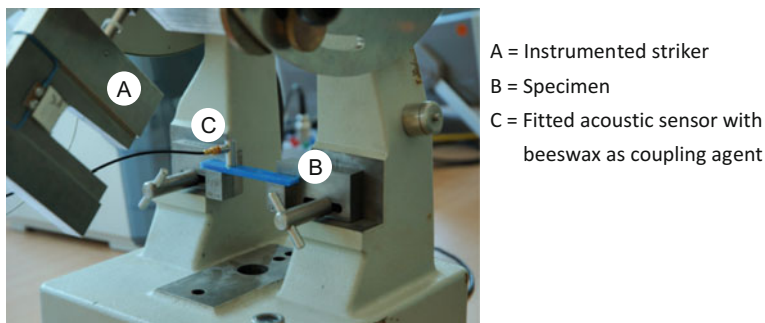 A
C
B
A = Instrumented striker
B = Specimen
C = Fitted acoustic sensor with
beeswax as coupling agent